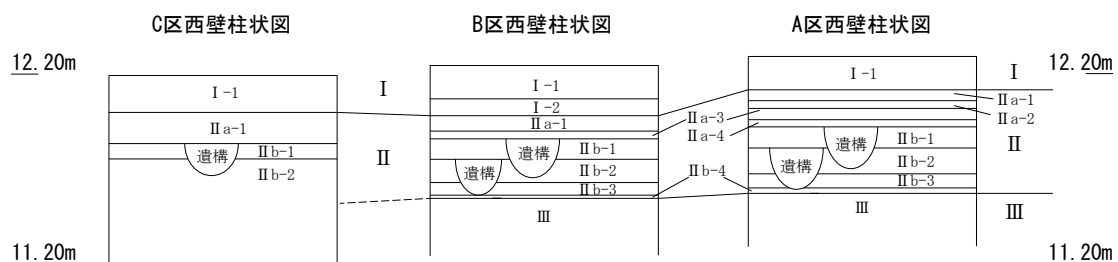 C区西壁柱状図
B区西壁柱状図
A区西壁柱状図
12.20m
12.20m
Ⅰ-1
Ⅱa-1
遺構
Ⅱb-1
Ⅱb-2
Ⅰ
Ⅱ
Ⅰ-1
Ⅰ-2
Ⅱa-1
遺構
Ⅱb-1
遺構
Ⅱb-2
Ⅱb-3
Ⅲ
Ⅱa-3
Ⅱa-4
Ⅱb-4
Ⅰ-1
遺構
Ⅱb-1
遺構
Ⅱb-2
Ⅱb-3
Ⅲ
Ⅰ
Ⅱa-1
Ⅱa-2
Ⅱ
Ⅲ
11.20m
11.20m